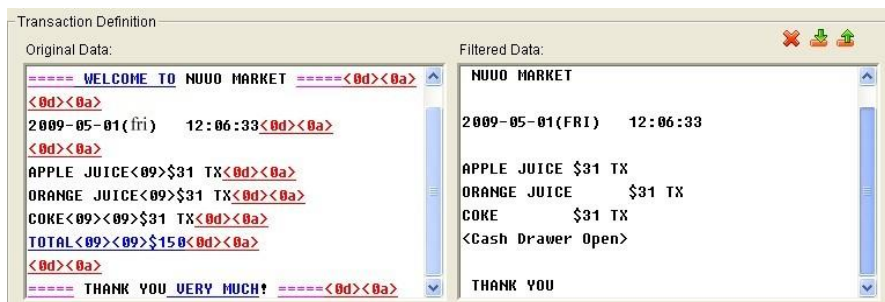 Transaction Definition
Original Data:
===== WELCOME TO NUUO MARKET =====<0d><0a>
<0d><0a>
2009-05-01(fri) 12:06:33<0d><0a>
<0d><0a>
APPLE JUICE<09>$31 TX<0d><0a>
ORANGE JUICE<09>$31 TX<0d><0a>
COKE<09><09>$31 TX<0d><0a>
TOTAL<09><09>$150<0d><0a>
<0d><0a>
===== THANK YOU VERY MUCH! =====<0d><0a>
Filtered Data:
NUUO MARKET
2009-05-01(FRI) 12:06:33
APPLE JUICE $31 TX
ORANGE JUICE $31 TX
COKE $31 TX
<Cash Drawer Open>
THANK YOU